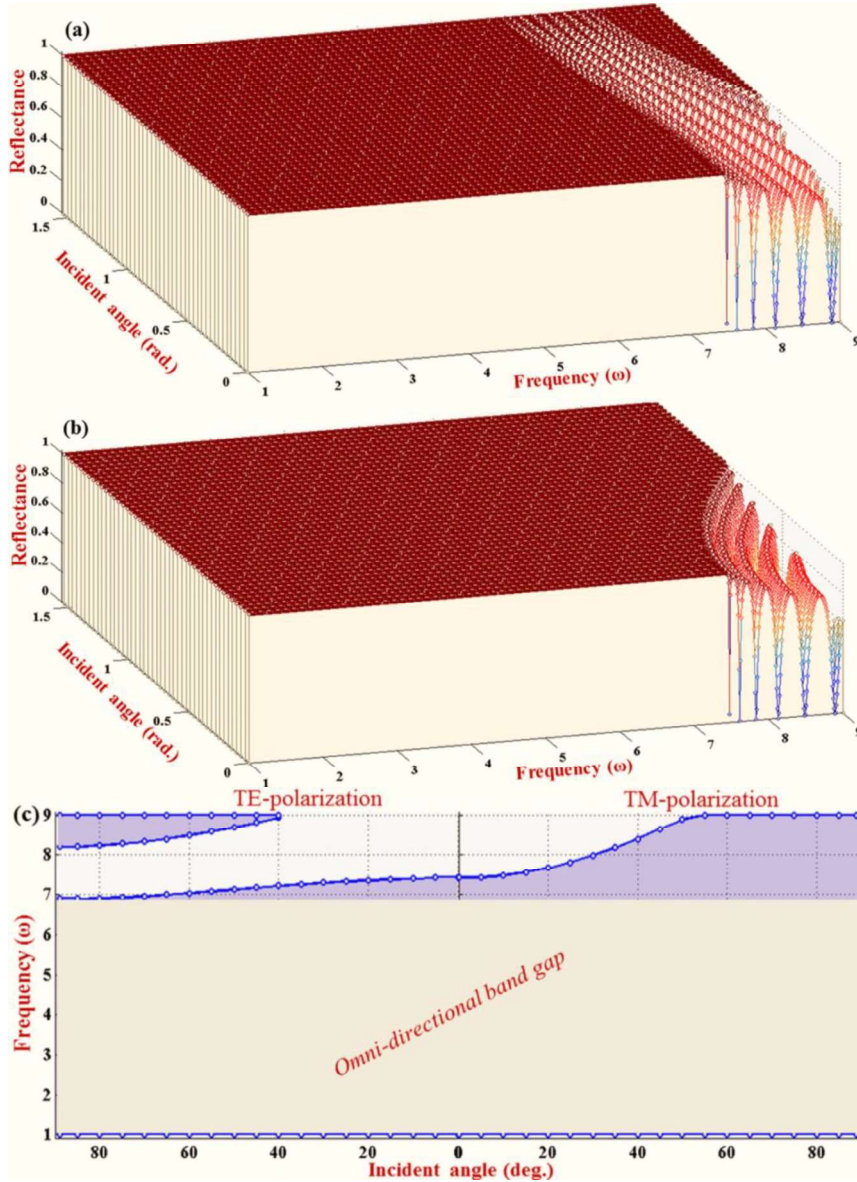 (a)
1
0.8
0.6
0.4
0.2
0
Reflectance
1.5
1
0.5
0
Incident angle (rad.)
1 2 3 4 5 6 7 8 9
Frequency (ω)
(b)
1
0.8
0.6
0.4
0.2
0
Reflectance
1.5
1
0.5
0
Incident angle (rad.)
1 2 3 4 5 6 7 8 9
Frequency (ω)
TE-polarization TM-polarization
(c)
9
8
7
6
5
4
3
2
1
Frequency (ω)
Omni-directional band gap
80 60 40 20 0 20 40 60 80
Incident angle (deg.)